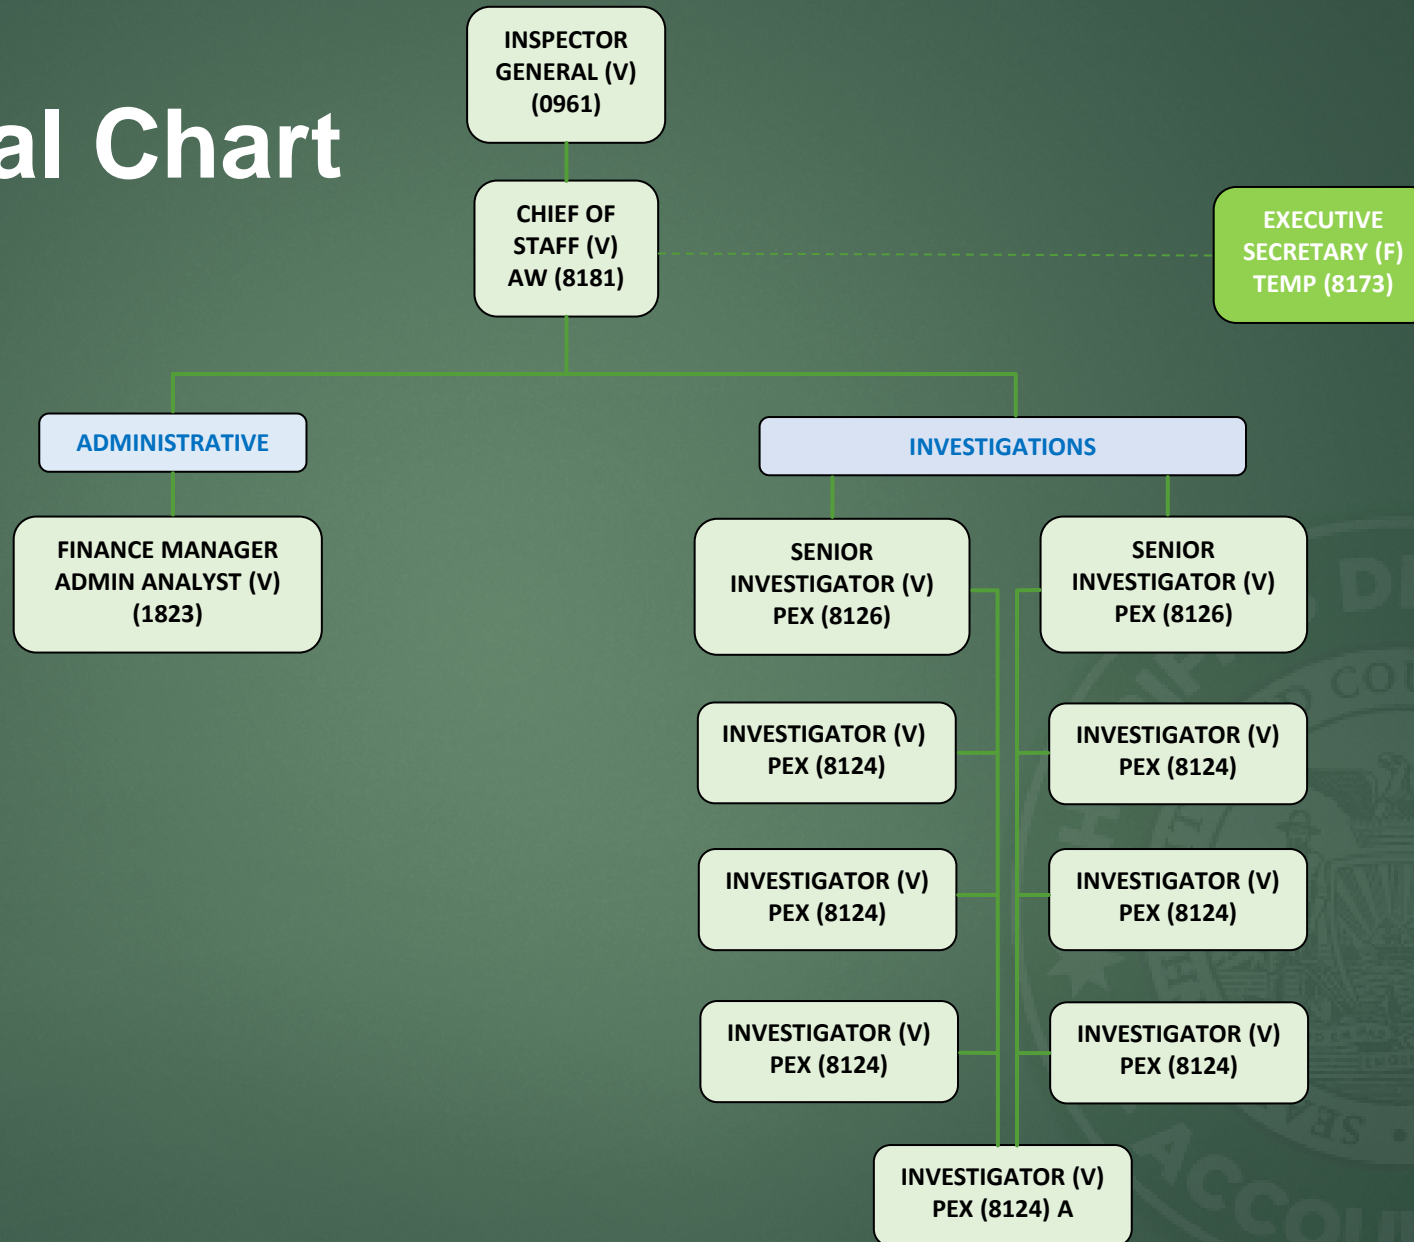 al Chart
INSPECTOR
GENERAL (V)
(0961)
CHIEF OF
STAFF (V)
AW (8181)
EXECUTIVE
SECRETARY (F)
TEMP (8173)
ADMINISTRATIVE
INVESTIGATIONS
FINANCE MANAGER
ADMIN ANALYST (V)
(1823)
SENIOR
INVESTIGATOR (V)
PEX (8126)
SENIOR
INVESTIGATOR (V)
PEX (8126)
INVESTIGATOR (V)
PEX (8124)
INVESTIGATOR (V)
PEX (8124)
INVESTIGATOR (V)
PEX (8124)
INVESTIGATOR (V)
PEX (8124)
INVESTIGATOR (V)
PEX (8124)
INVESTIGATOR (V)
PEX (8124)
INVESTIGATOR (V)
PEX (8124) A